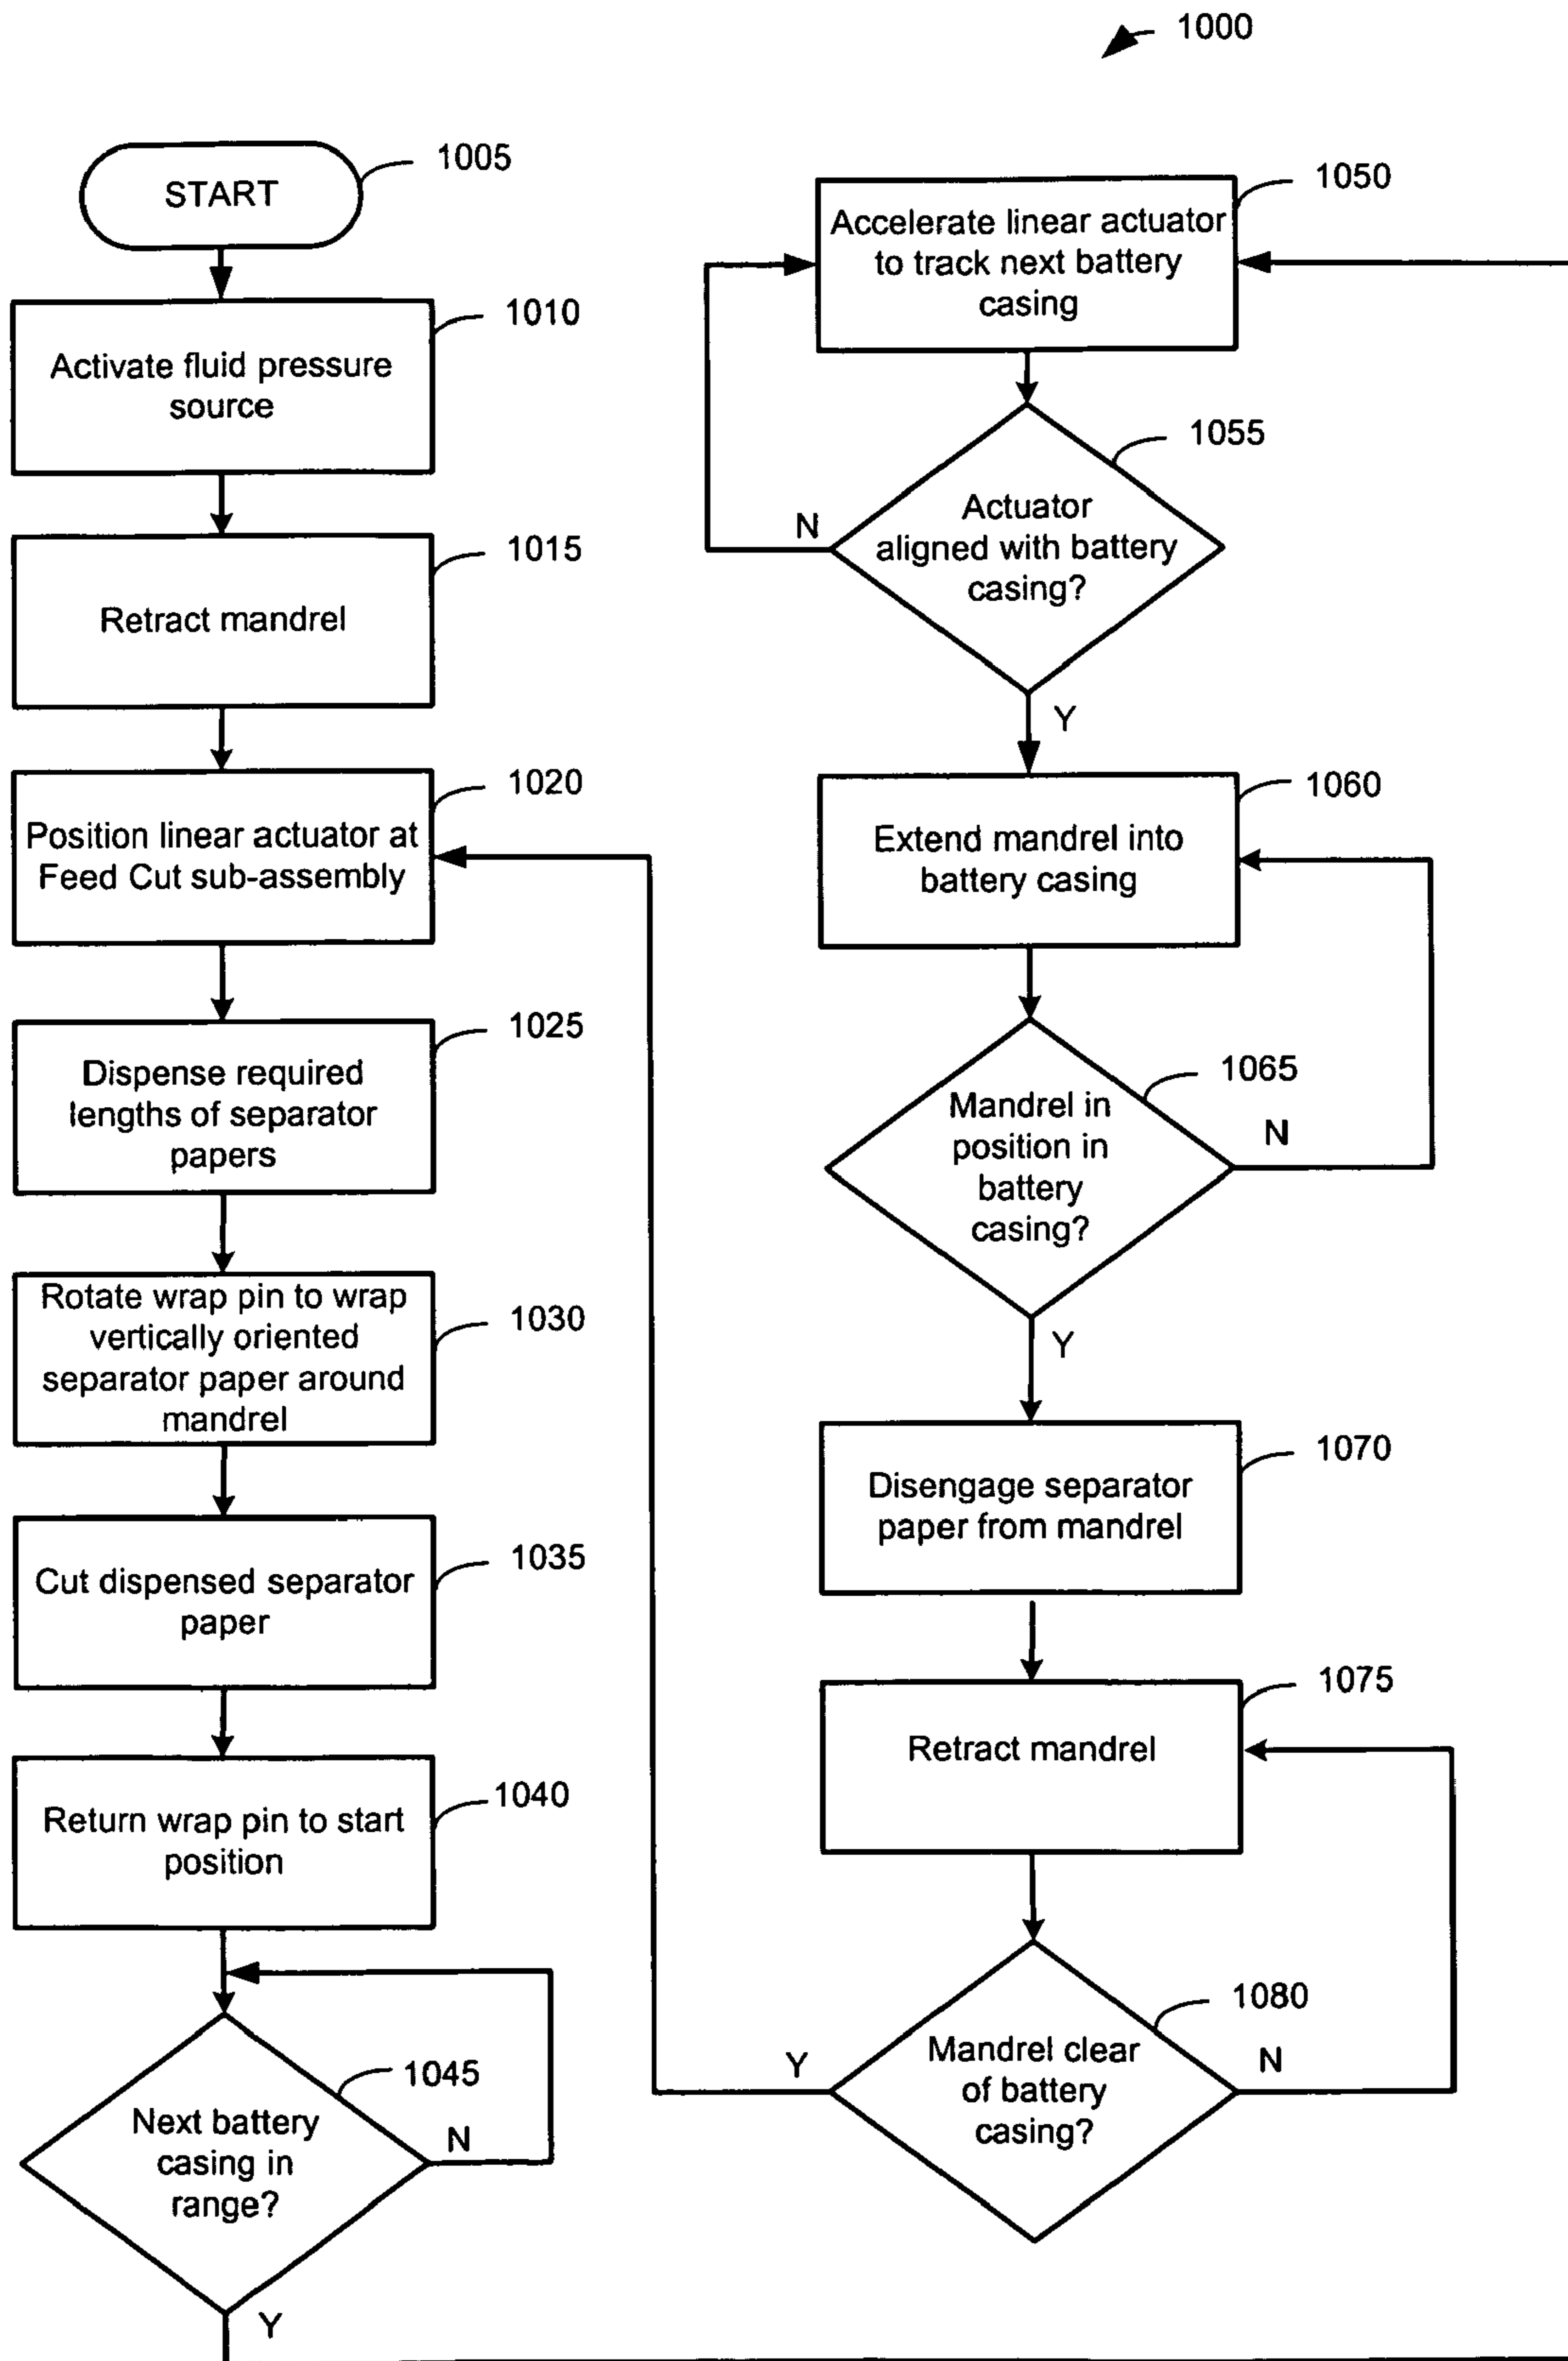 1000
START
1005
Activate fluid pressure
source
1010
Retract mandrel
1015
Position linear actuator at
Feed Cut sub-assembly
1020
Dispense required
lengths of separator
papers
1025
Rotate wrap pin to wrap
vertically oriented
separator paper around
mandrel
1030
Cut dispensed separator
paper
1035
Return wrap pin to start
position
1040
Next battery
casing in
range?
1045
N
Y
Accelerate linear actuator
to track next battery
casing
1050
Actuator
aligned with battery
casing?
1055
N
Y
Extend mandrel into
battery casing
1060
Mandrel in
position in
battery
casing?
1065
N
Y
Disengage separator
paper from mandrel
1070
Retract mandrel
1075
Mandrel clear
of battery
casing?
1080
Y
N